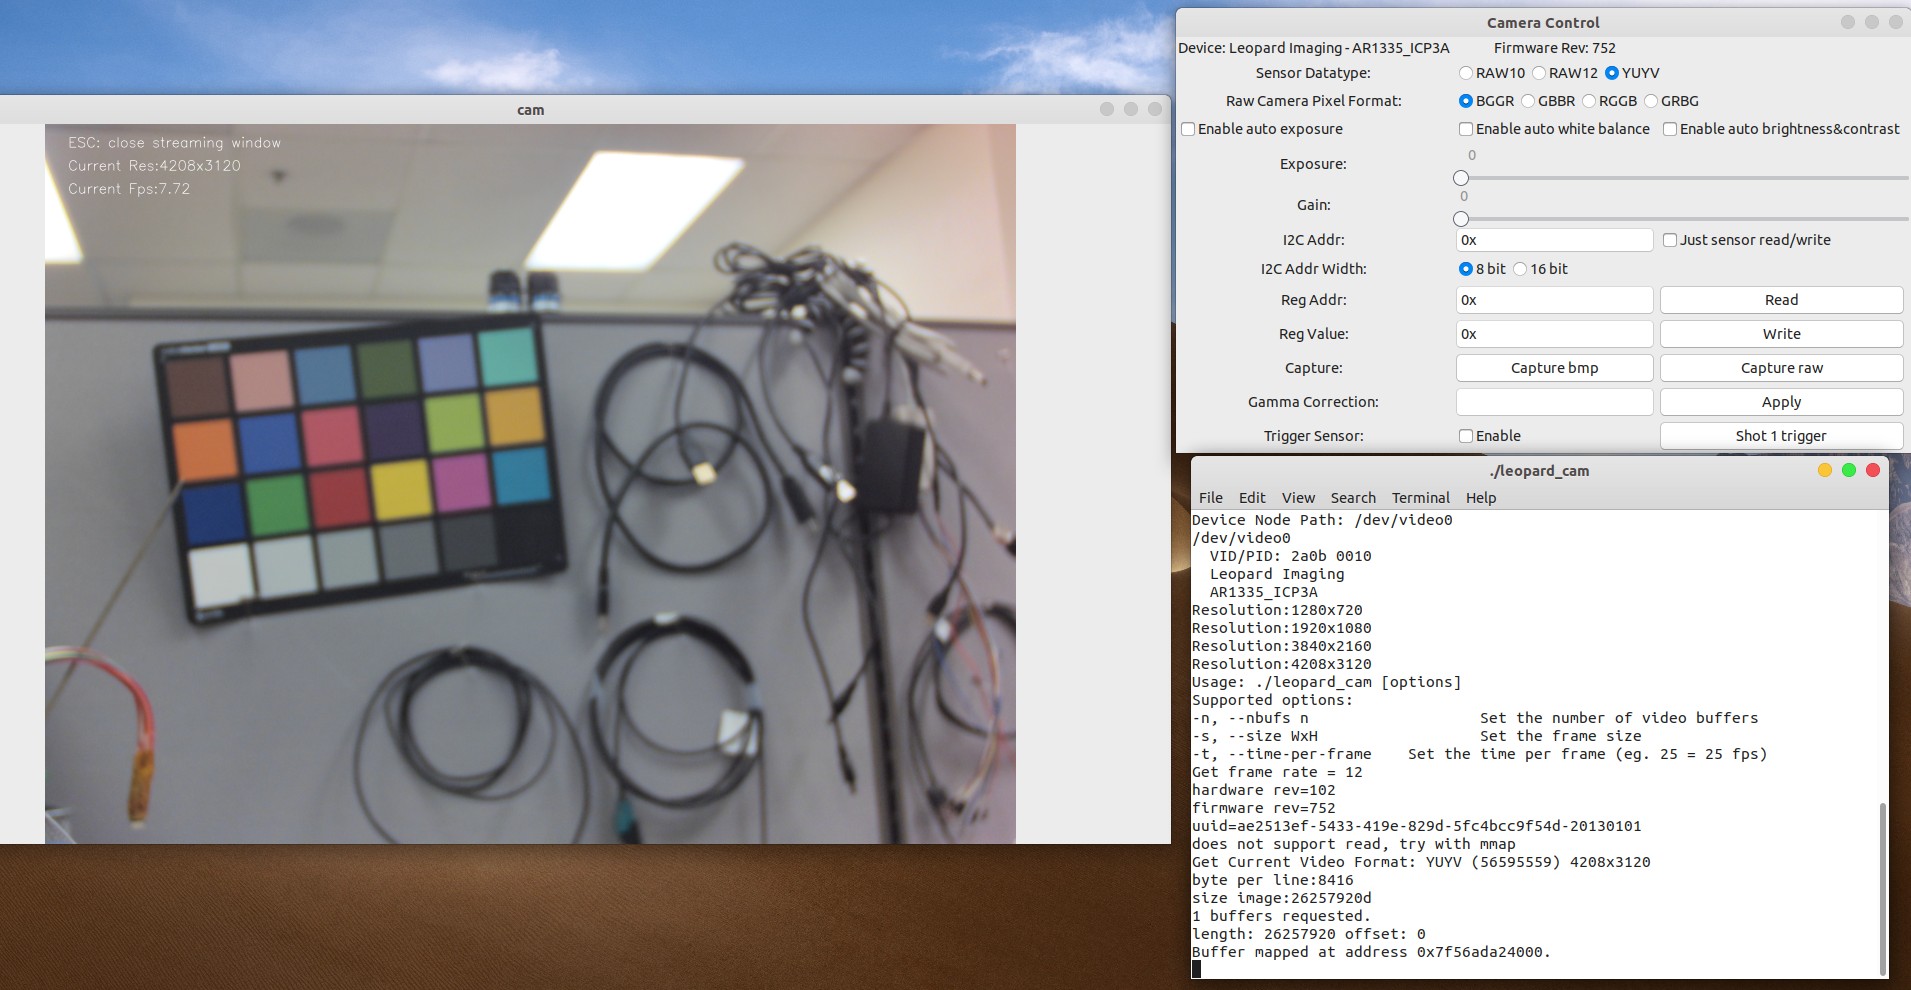 cam
ESC: close streaming window
Current Res:4208x3120
Current Fps:7.72
Camera Control
Device: Leopard Imaging - AR1335_ICP3A Firmware Rev: 752
Sensor Datatype: RAW10 RAW12 YUYV
Raw Camera Pixel Format: BGGR GBBR RGGB GRBG
Enable auto exposure Enable auto white balance Enable auto brightness&contrast
0
Exposure:
0
Gain:
I2C Addr: 0x Just sensor read/write
I2C Addr Width: 8 bit 16 bit
Reg Addr: 0x Read
Reg Value: 0x Write
Capture: Capture bmp Capture raw
Gamma Correction: Apply
Trigger Sensor: Enable Shot 1 trigger
./leopard_cam
File Edit View Search Terminal Help
Device Node Path: /dev/video0
/dev/video0
VID/PID: 2a0b 0010
Leopard Imaging
AR1335_ICP3A
Resolution:1280x720
Resolution:1920x1080
Resolution:3840x2160
Resolution:4208x3120
Usage: ./leopard_cam [options]
Supported options:
-n, --nbufs n Set the number of video buffers
-s, --size WxH Set the frame size
-t, --time-per-frame Set the time per frame (eg. 25 = 25 fps)
Get frame rate = 12
hardware rev=102
firmware rev=752
uuid=ae2513ef-5433-419e-829d-5fc4bcc9f54d-20130101
does not support read, try with mmap
Get Current Video Format: YUYV (56595559) 4208x3120
byte per line:8416
size image:26257920d
1 buffers requested.
length: 26257920 offset: 0
Buffer mapped at address 0x7f56ada24000.